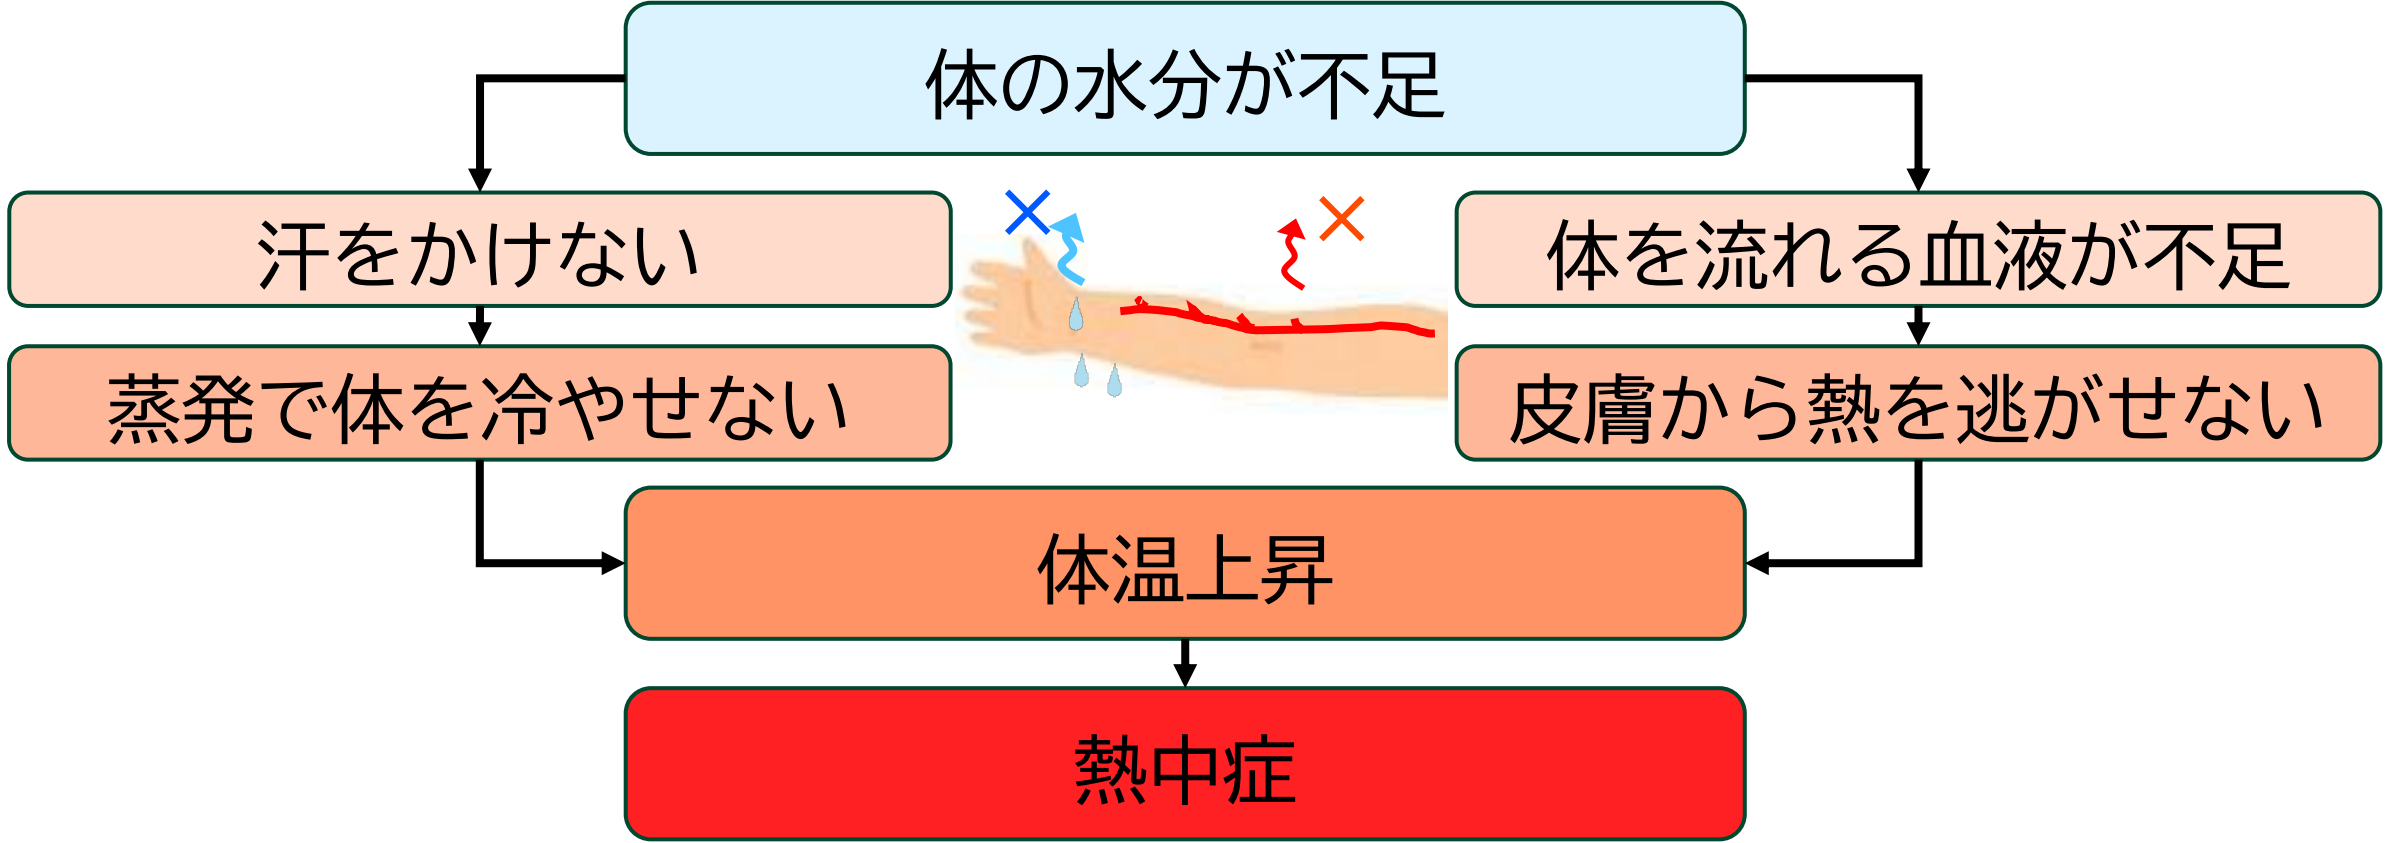 体の水分が不足
汗をかけない
体を流れる血液が不足
蒸発で体を冷やせない
皮膚から熱を逃がせない
体温上昇
熱中症